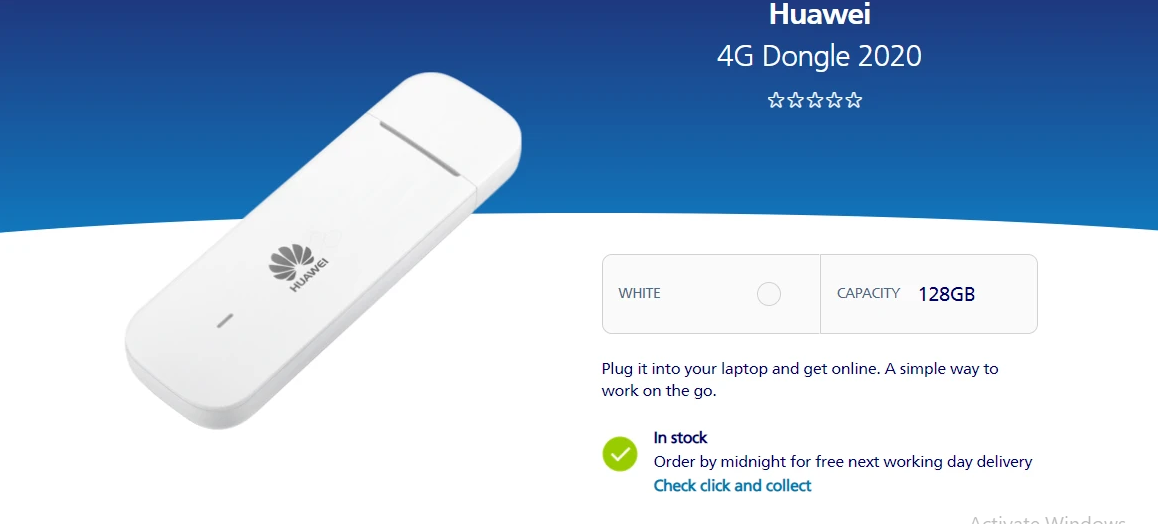 Huawei
4G Dongle 2020
HUAWEI
WHITE
CAPACITY 128GB
Plug it into your laptop and get online. A simple way to
work on the go.
In stock
Order by midnight for free next working day delivery
Check click and collect
Activate Windows